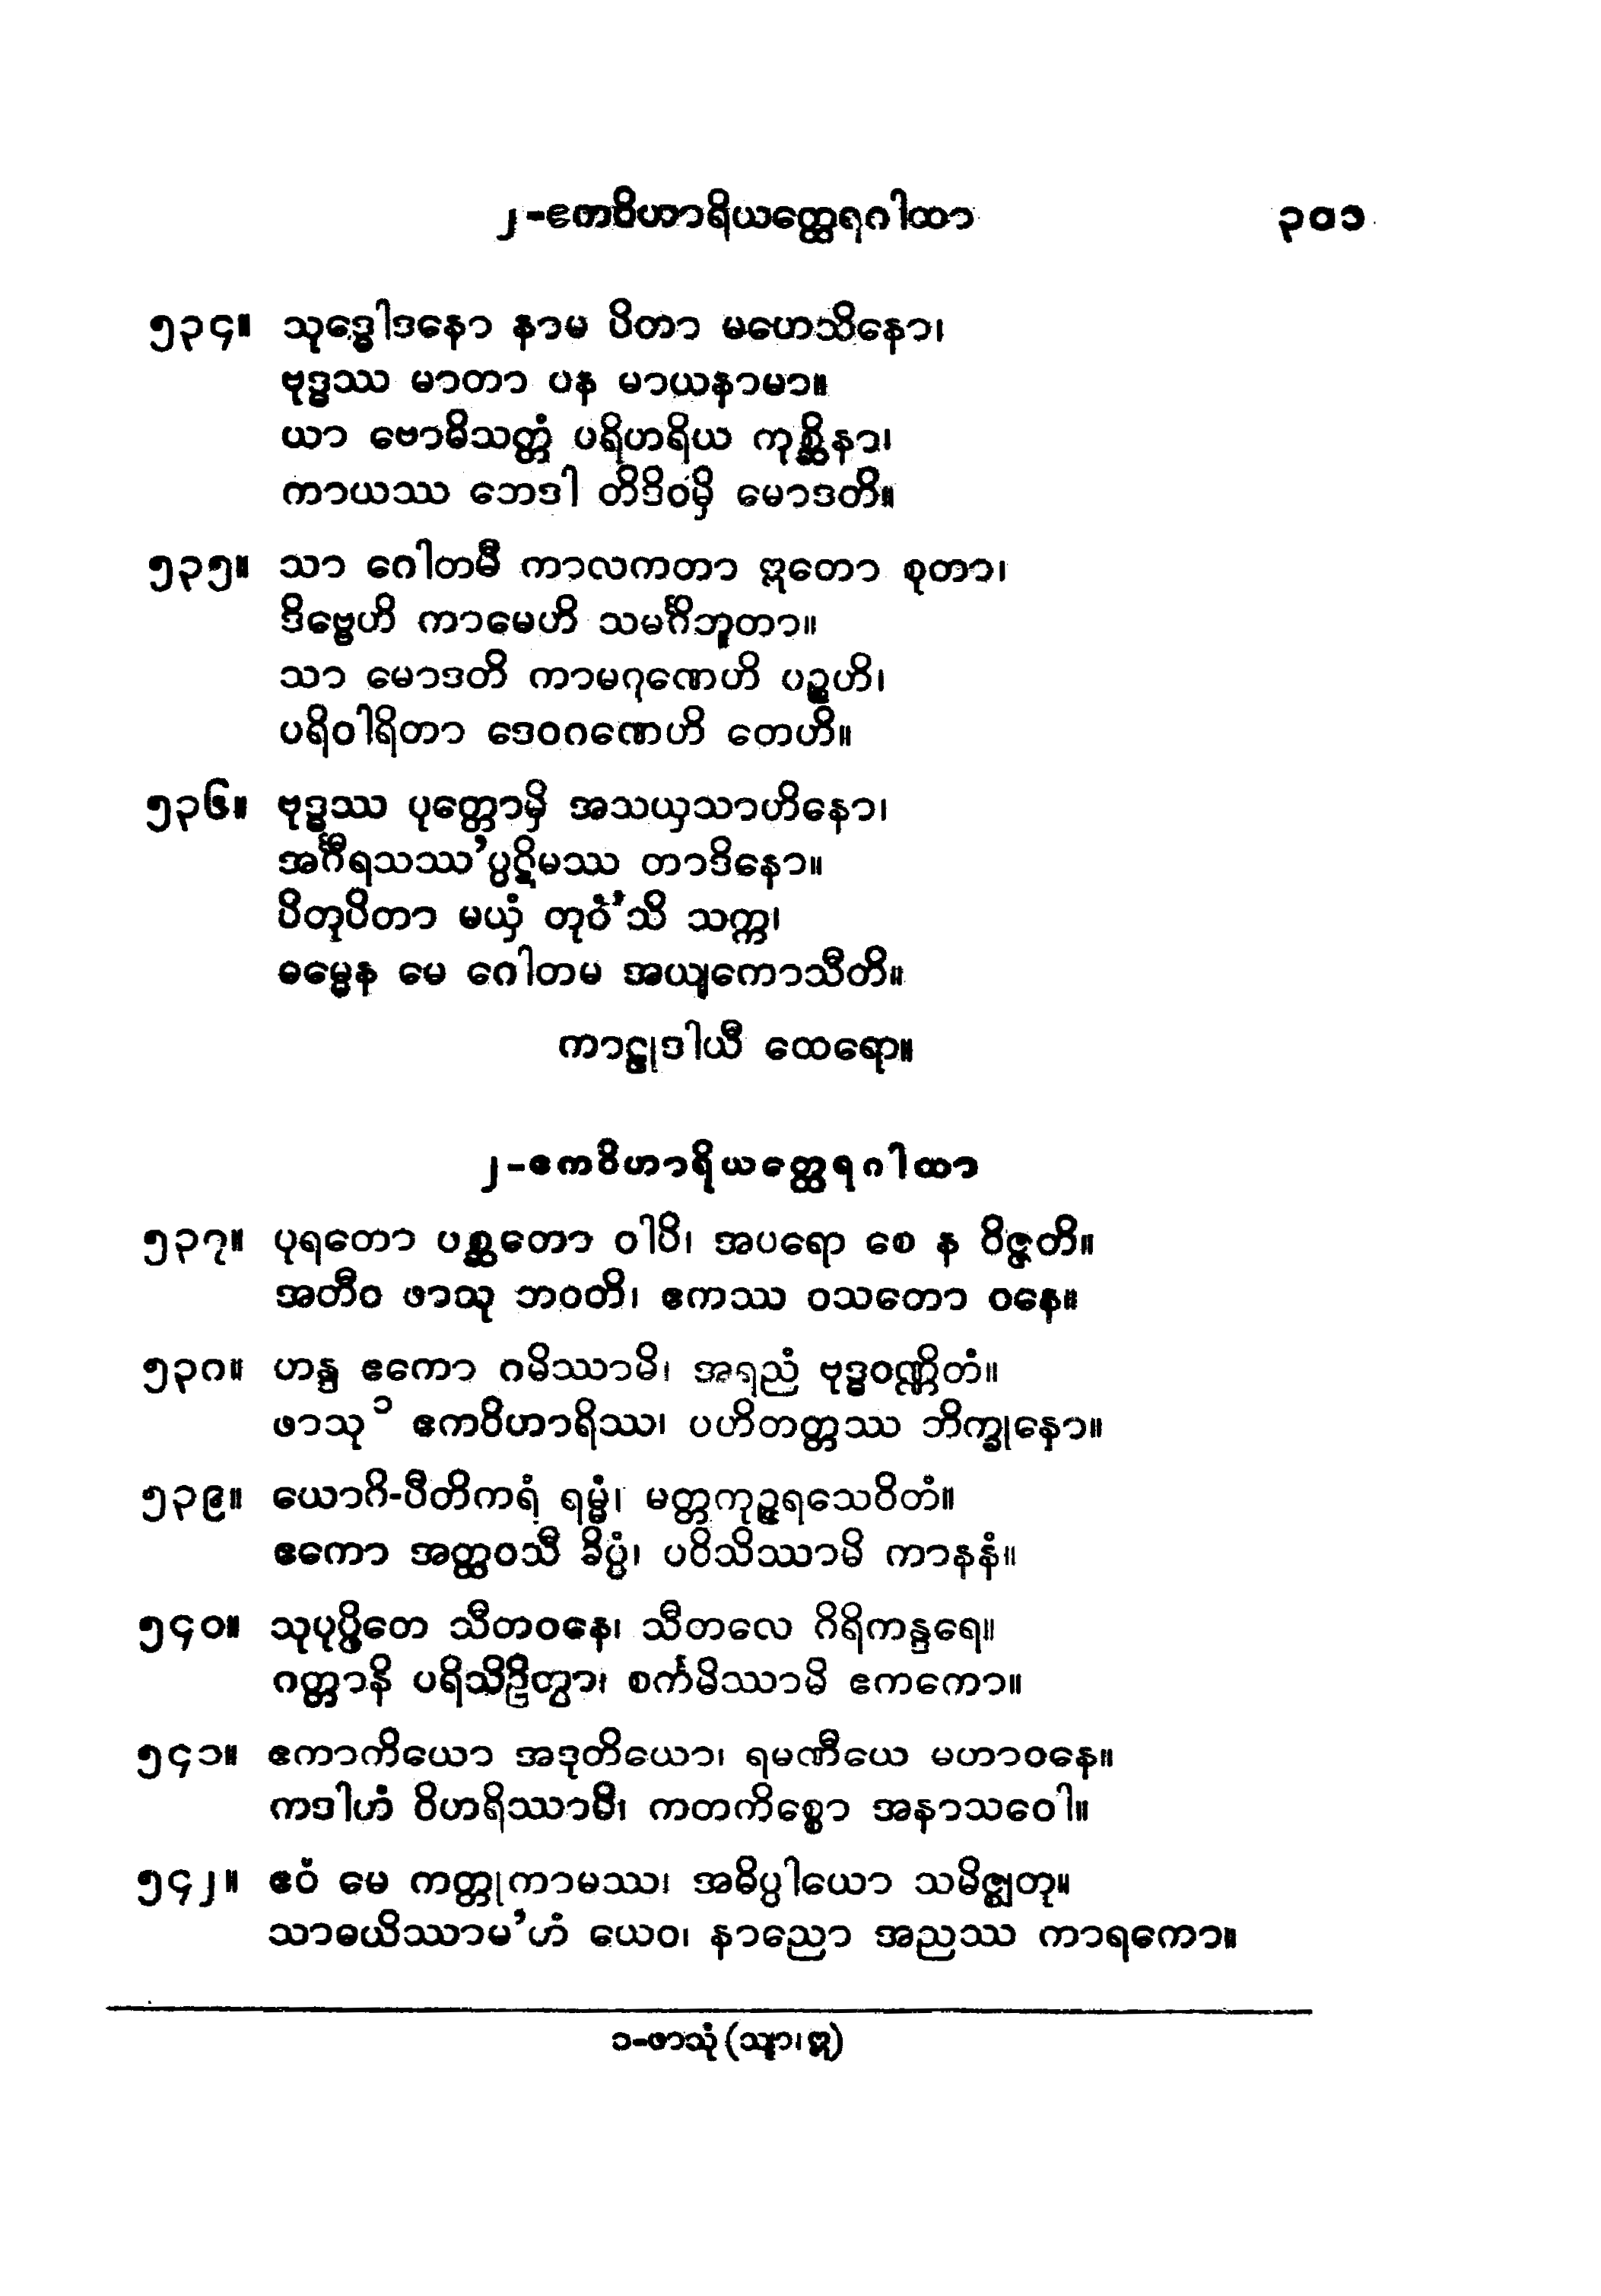 ၂-ဧကဝိဟာရိယတ္ထေရဂါထာ ၃၀၁
၅၃၄။ သုဒ္ဓေါဒနော နာမ ပိတာ မဟေသိနော၊
ဗုဒ္ဓဿ မာတာ ပန မာယနာမာ။
ယာ ဗောဓိသတ္တံ ပရိဟရိယ ကုစ္ဆိနာ၊
ကာယဿ ဘေဒါ တိဒိဝမှိ မောဒတိ။
၅၃၅။ သာ ဂေါတမီ ကာလကတာ ဣတော စုတာ၊
ဒိဗ္ဗေဟိ ကာမေဟိ သမင်္ဂိဘူတာ။
သာ မောဒတိ ကာမဂုဏေဟိ ပဉ္စဟိ၊
ပရိဝါရိတာ ဒေဝဂဏေဟိ တေဟိ။
၅၃၆။ ဗုဒ္ဓဿ ပုတ္တောမှိ အသယှသာဟိနော၊
အင်္ဂီရသဿ'ပ္ပဋိမဿ တာဒိနော။
ပိတုပိတာ မယှံ တုဝံ'သိ သက္က၊
ဓမ္မေန မေ ဂေါတမ အယျကောသီတိ။
ကာဠုဒါယီ ထေရော။
၂-ဧကဝိဟာရိယတ္ထေရဂါထာ
၅၃၇။ ပုရတော ပစ္ဆတော ဝါပိ၊ အပရော စေ န ဝိဇ္ဇတိ။
အတီဝ ဖာသု ဘဝတိ၊ ဧကဿ ဝသတော ဝနေ။
၅၃၈။ ဟန္ဒ ဧကော ဂမိဿာမိ၊ အရညံ ဗုဒ္ဓဝဏ္ဏိတံ။
ဖာသု ၁ ဧကဝိဟာရိဿ၊ ပဟိတတ္တဿ ဘိက္ခုနော။
၅၃၉။ ယောဂိ-ပီတိကရံ ရမ္မံ၊ မတ္တကုဉ္ဇရသေဝိတံ။
ဧကော အတ္ထဝသီ ခိပ္ပံ၊ ပဝိသိဿာမိ ကာနနံ။
၅၄၀။ သုပုပ္ဖိတေ သီတဝနေ၊ သီတလေ ဂိရိကန္ဒရေ။
ဂတ္တာနိ ပရိသိဉ္စိတွာ၊ စင်္ကမိဿာမိ ဧကကော။
၅၄၁။ ဧကာကိယော အဒုတိယော၊ ရမဏီယေ မဟာဝနေ။
ကဒါဟံ ဝိဟရိဿာမိ၊ ကတကိစ္စော အနာသဝေါ။
၅၄၂။ ဧဝံ မေ ကတ္တုကာမဿ၊ အဓိပ္ပါယော သမိဇ္ဈတု။
သာဓယိဿာမ'ဟံ ယေဝ၊ နာညော အညဿ ကာရကော။
၁-ဖာသုံ (သျာ၊ ဣ)